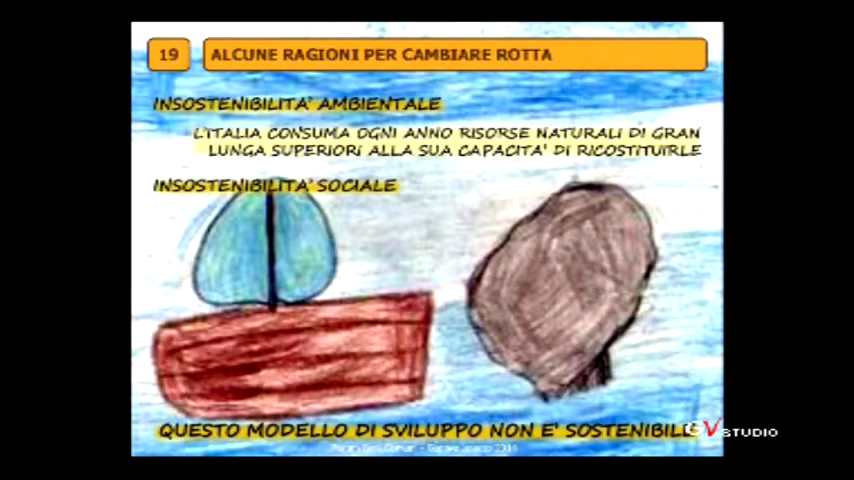 19
ALCUNE RAGIONI PER CAMBIARE ROTTA
INSOSTENIBILITA' AMBIENTALE
L'ITALIA CONSUMA OGNI ANNO RISORSE NATURALI DI GRAN
LUNGA SUPERIORI ALLA SUA CAPACITA' DI RICOSTITUIRLE
INSOSTENIBILITA' SOCIALE
QUESTO MODELLO DI SVILUPPO NON E' SOSTENIBILE
GV STUDIO